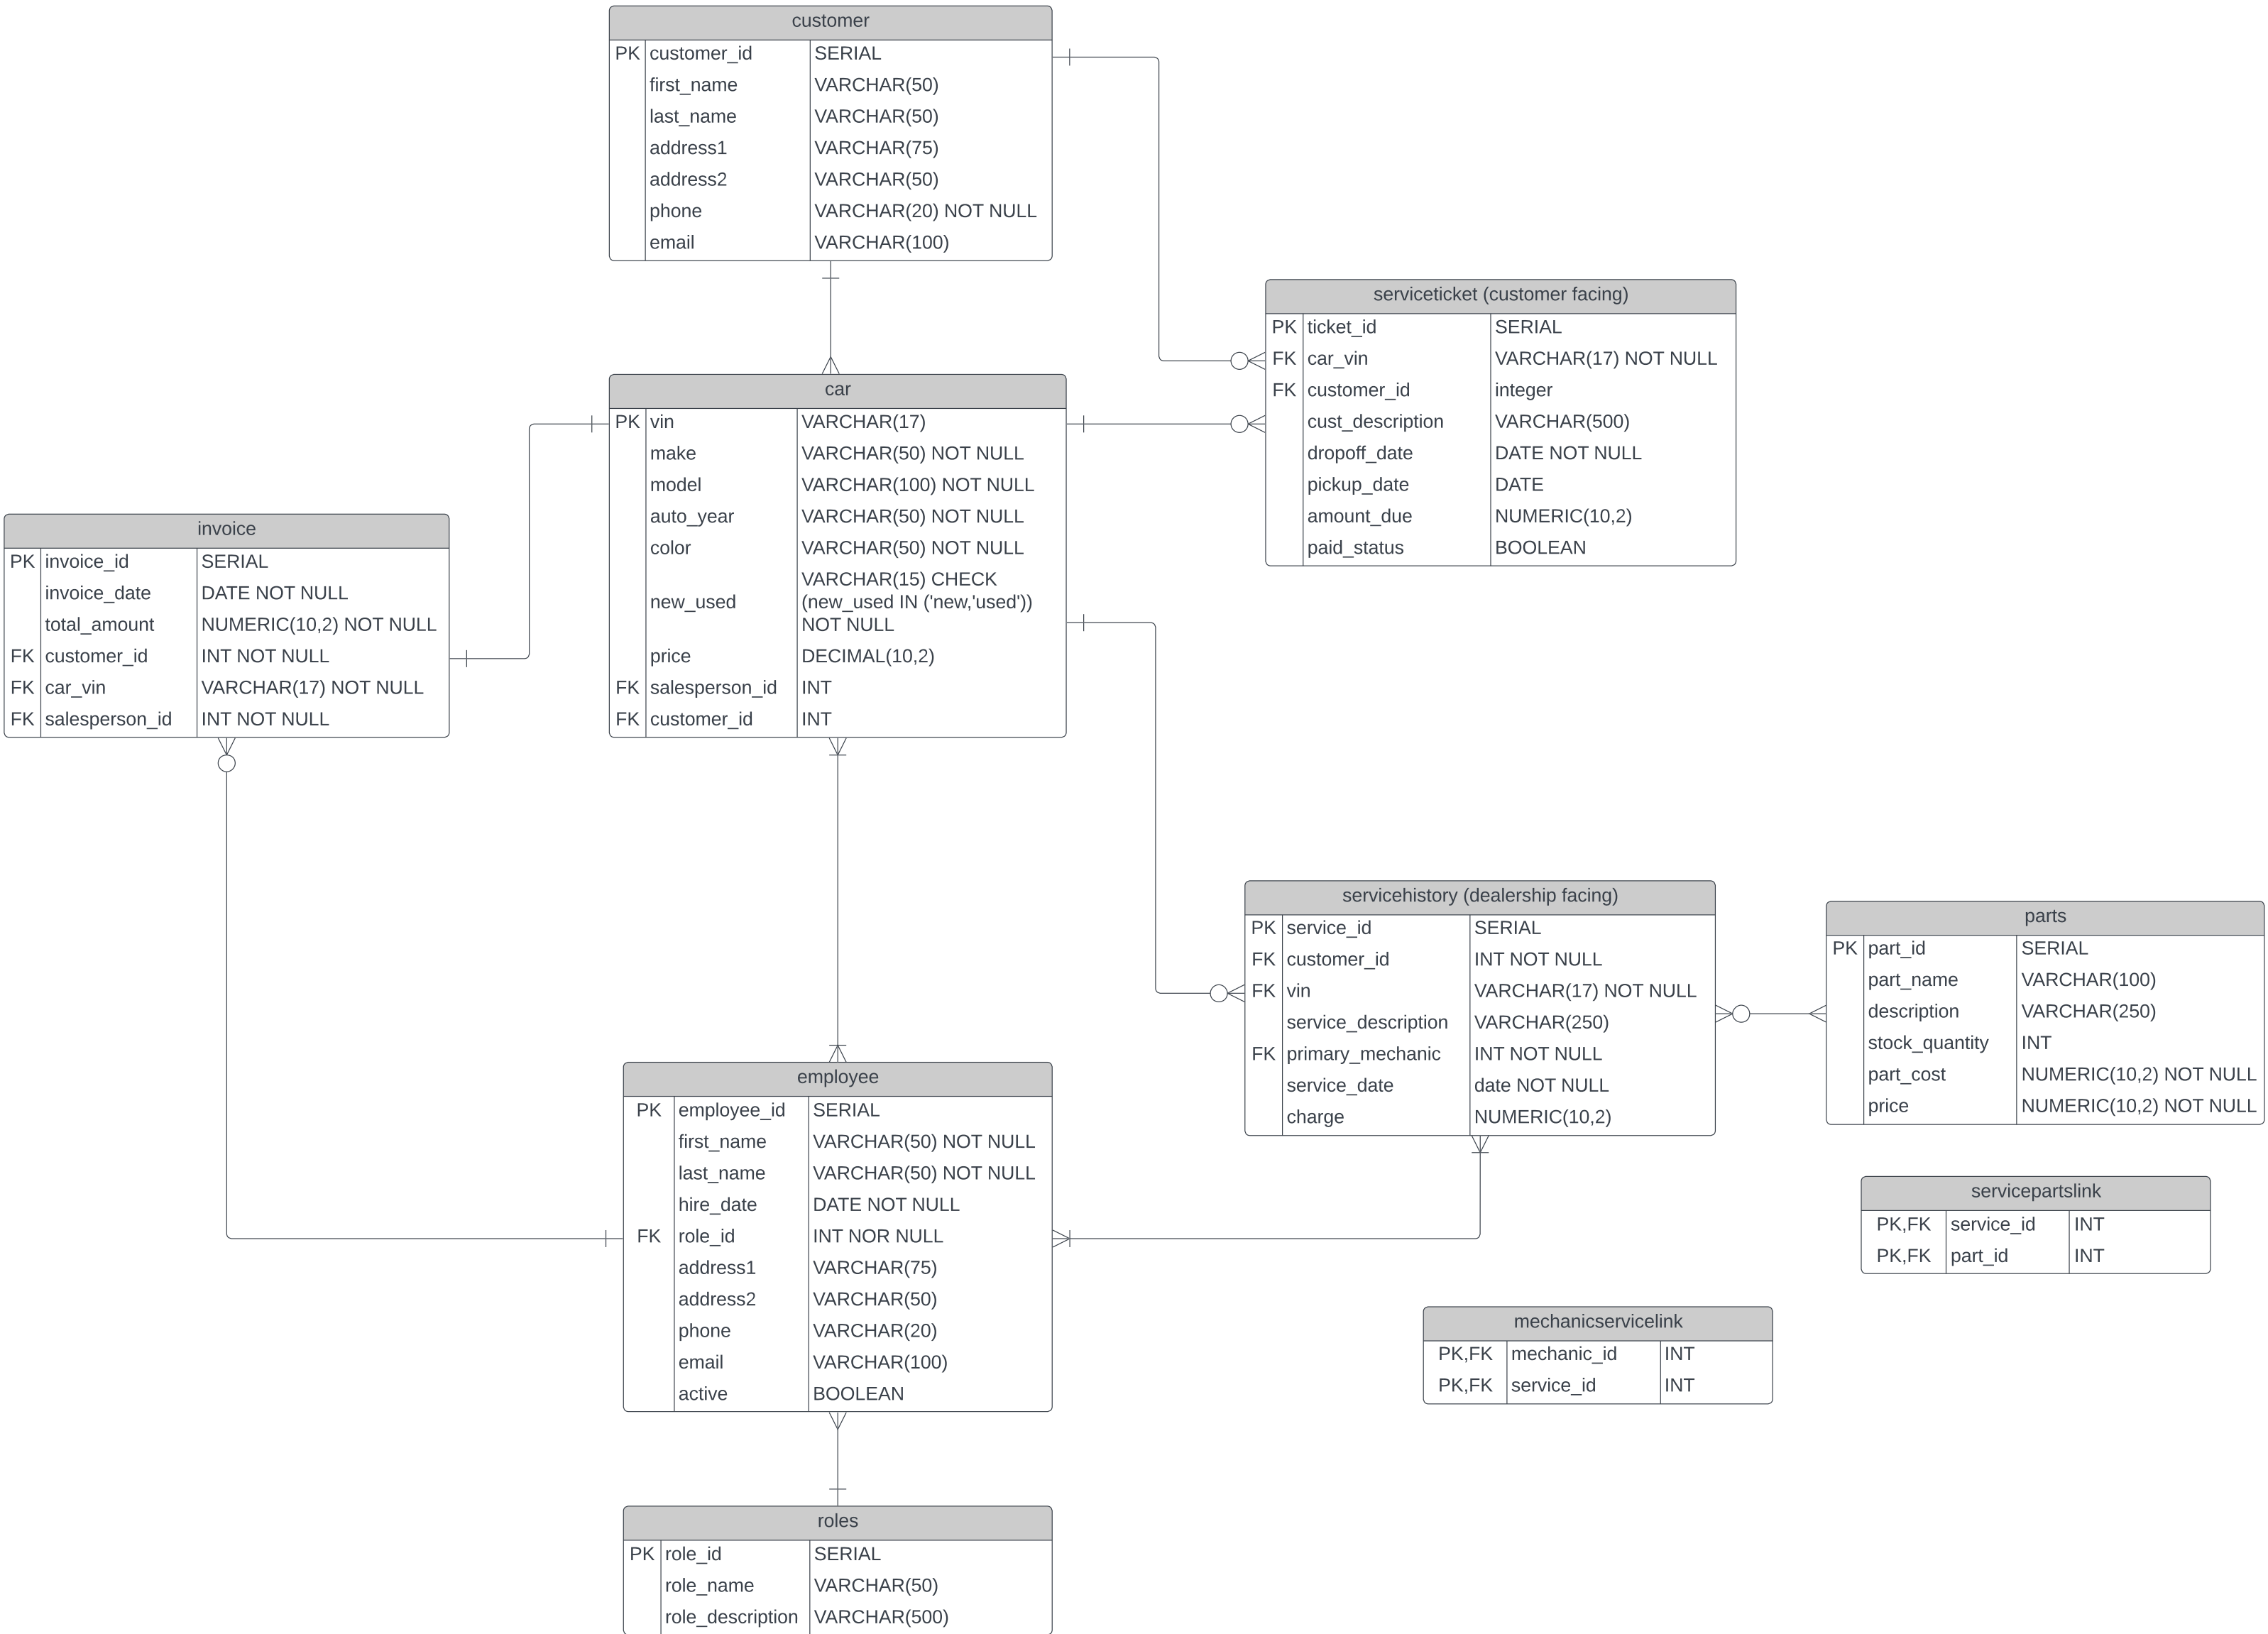 customer
PK customer_id SERIAL
first_name VARCHAR(50)
last_name VARCHAR(50)
address1 VARCHAR(75)
address2 VARCHAR(50)
phone VARCHAR(20) NOT NULL
email VARCHAR(100)
serviceticket (customer facing)
PK ticket_id SERIAL
FK car_vin VARCHAR(17) NOT NULL
FK customer_id integer
cust_description VARCHAR(500)
dropoff_date DATE NOT NULL
pickup_date DATE
amount_due NUMERIC(10,2)
paid_status BOOLEAN
car
PK vin VARCHAR(17)
make VARCHAR(50) NOT NULL
model VARCHAR(100) NOT NULL
auto_year VARCHAR(50) NOT NULL
color VARCHAR(50) NOT NULL
new_used VARCHAR(15) CHECK
(new_used IN ('new,'used'))
NOT NULL
price DECIMAL(10,2)
FK salesperson_id INT
FK customer_id INT
invoice
PK invoice_id SERIAL
invoice_date DATE NOT NULL
total_amount NUMERIC(10,2) NOT NULL
FK customer_id INT NOT NULL
FK car_vin VARCHAR(17) NOT NULL
FK salesperson_id INT NOT NULL
servicehistory (dealership facing)
PK service_id SERIAL
FK customer_id INT NOT NULL
FK vin VARCHAR(17) NOT NULL
service_description VARCHAR(250)
FK primary_mechanic INT NOT NULL
service_date date NOT NULL
charge NUMERIC(10,2)
parts
PK part_id SERIAL
part_name VARCHAR(100)
description VARCHAR(250)
stock_quantity INT
part_cost NUMERIC(10,2) NOT NULL
price NUMERIC(10,2) NOT NULL
employee
PK employee_id SERIAL
first_name VARCHAR(50) NOT NULL
last_name VARCHAR(50) NOT NULL
hire_date DATE NOT NULL
FK role_id INT NOR NULL
address1 VARCHAR(75)
address2 VARCHAR(50)
phone VARCHAR(20)
email VARCHAR(100)
active BOOLEAN
servicepartslink
PK,FK service_id INT
PK,FK part_id INT
mechanicservicelink
PK,FK mechanic_id INT
PK,FK service_id INT
roles
PK role_id SERIAL
role_name VARCHAR(50)
role_description VARCHAR(500)